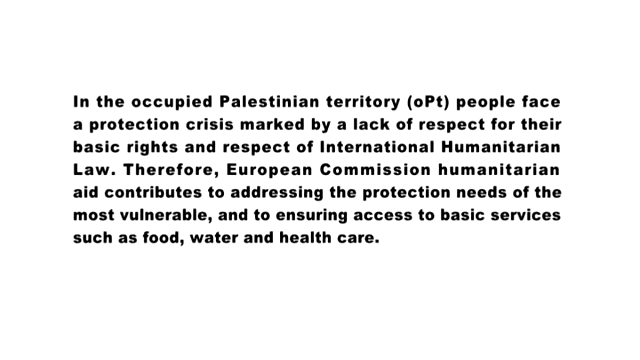 In the occupied Palestinian territory (oPt) people face
a protection crisis marked by a lack of respect for their
basic rights and respect of International Humanitarian
Law. Therefore, European Commission humanitarian
aid contributes to addressing the protection needs of the
most vulnerable, and to ensuring access to basic services
such as food, water and health care.